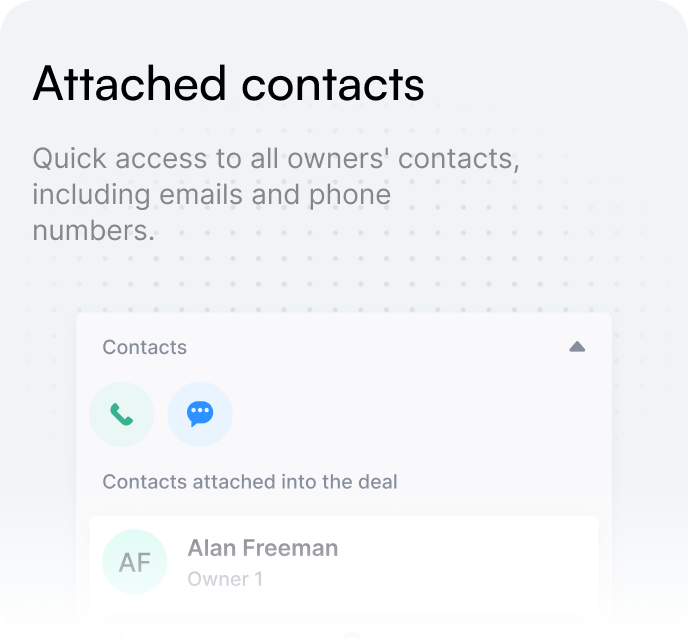 Attached contacts
Quick access to all owners' contacts,
including emails and phone
numbers.
Contacts
Contacts attached into the deal
AF
Alan Freeman
Owner 1